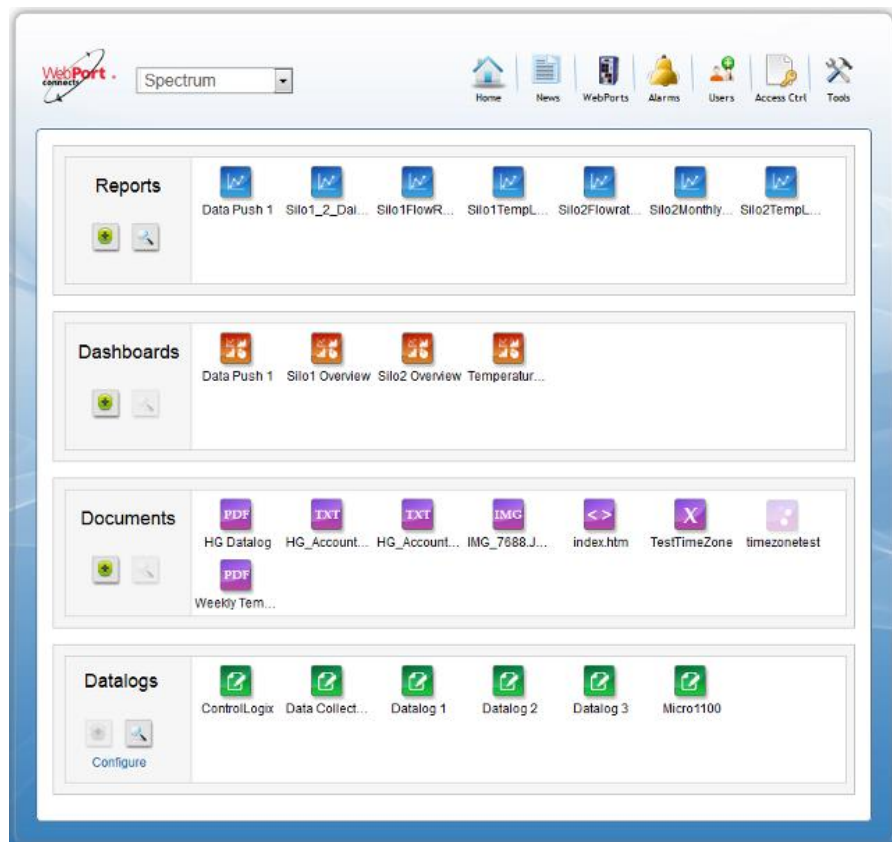 WebPort.
connects
Spectrum
Home News WebPorts Alarms Users Access Ctrl Tools
Reports
Data Push 1 Silo1_2_Dai... Silo1FlowR... Silo1TempL... Silo2Flowrat... Silo2Monthly... Silo2TempL...
Dashboards
Data Push 1 Silo1 Overview Silo2 Overview Temperatur...
Documents
PDF TXT TXT IMG <> X
HG Datalog HG_Account... HG_Account... IMG_7688.J... index.htm TestTimeZone timezonetest
PDF
Weekly Tem...
Datalogs
ControlLogix Data Collect... Datalog 1 Datalog 2 Datalog 3 Micro1100
Configure